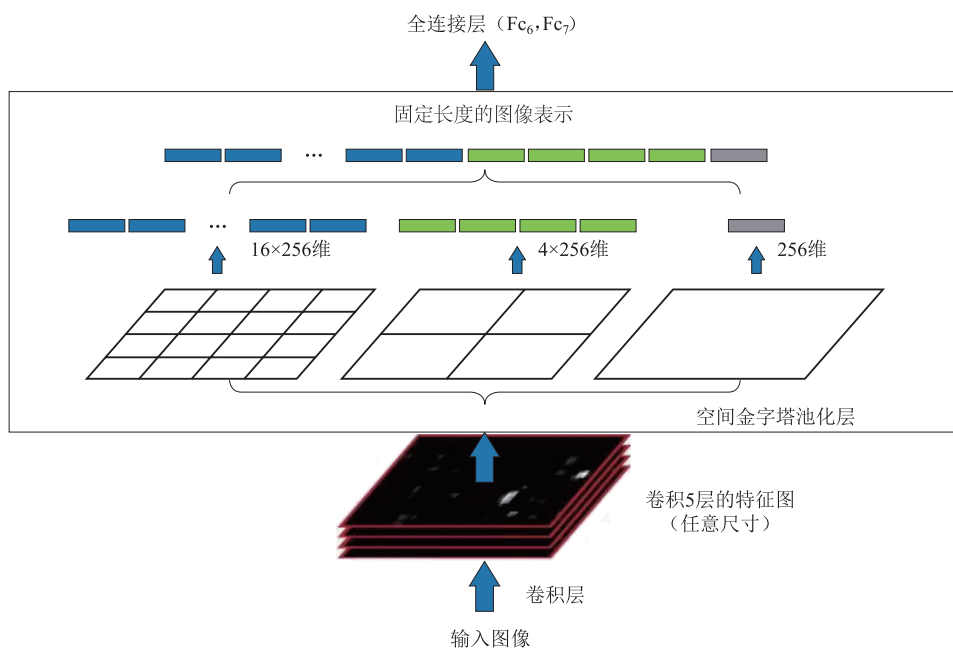 全连接层（Fc6,Fc7）
固定长度的图像表示
...
...
16×256维
4×256维
256维
空间金字塔池化层
卷积5层的特征图
（任意尺寸）
卷积层
输入图像